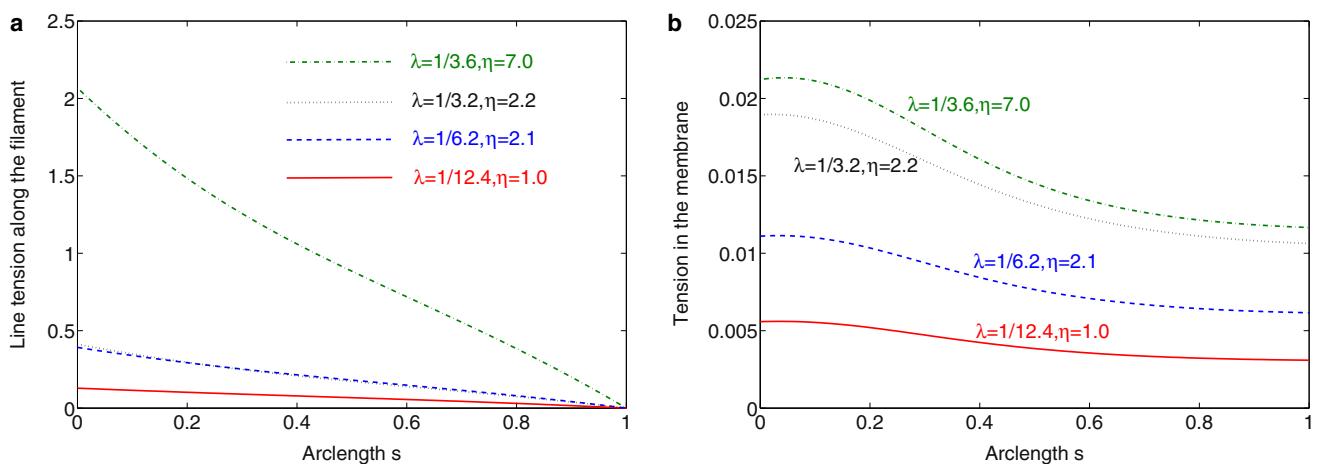 a
2.5
2
1.5
1
0.5
0
0
0.2
0.4
0.6
0.8
1
Line tension along the filament
Arclength s
λ=1/3.6,η=7.0
λ=1/3.2,η=2.2
λ=1/6.2,η=2.1
λ=1/12.4,η=1.0
b
0.025
0.02
0.015
0.01
0.005
0
0
0.2
0.4
0.6
0.8
1
Tension in the membrane
Arclength s
λ=1/3.6,η=7.0
λ=1/3.2,η=2.2
λ=1/6.2,η=2.1
λ=1/12.4,η=1.0